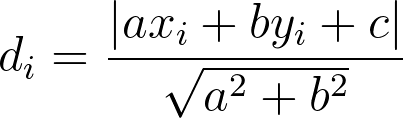 d_i = \frac{|ax_i + by_i + c|}{\sqrt{a^2 + b^2}}